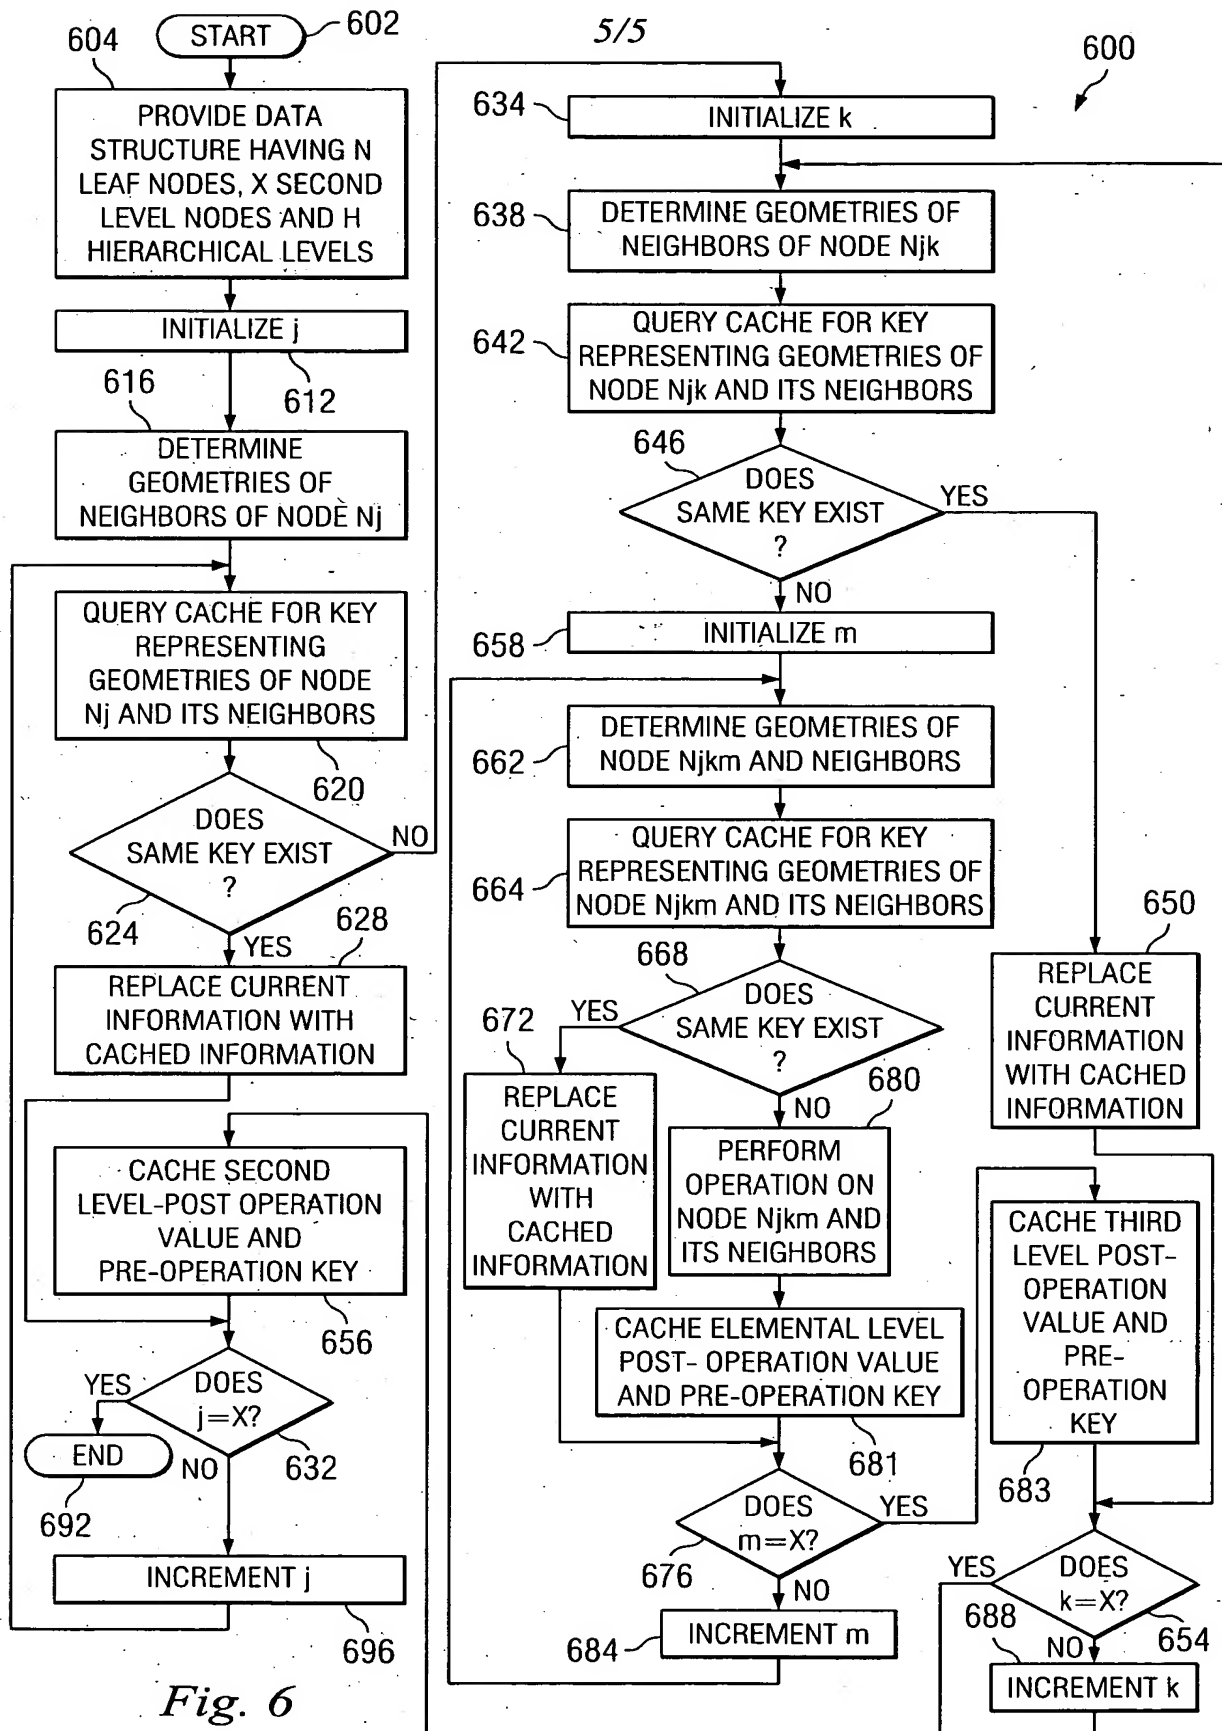 5/5
600
START
602
604
PROVIDE DATA
STRUCTURE HAVING N
LEAF NODES, X SECOND
LEVEL NODES AND H
HIERARCHICAL LEVELS
INITIALIZE j
612
616
DETERMINE
GEOMETRIES OF
NEIGHBORS OF NODE Nj
QUERY CACHE FOR KEY
REPRESENTING
GEOMETRIES OF NODE
Nj AND ITS NEIGHBORS
620
DOES
SAME KEY EXIST
?
NO
624
YES
628
REPLACE CURRENT
INFORMATION WITH
CACHED INFORMATION
CACHE SECOND
LEVEL-POST OPERATION
VALUE AND
PRE-OPERATION KEY
656
DOES
j=X?
YES
END
692
NO
632
INCREMENT j
696
634
INITIALIZE k
638
DETERMINE GEOMETRIES OF
NEIGHBORS OF NODE Njk
642
QUERY CACHE FOR KEY
REPRESENTING GEOMETRIES OF
NODE Njk AND ITS NEIGHBORS
646
DOES
SAME KEY EXIST
?
YES
NO
658
INITIALIZE m
662
DETERMINE GEOMETRIES OF
NODE Njkm AND NEIGHBORS
664
QUERY CACHE FOR KEY
REPRESENTING GEOMETRIES OF
NODE Njkm AND ITS NEIGHBORS
668
DOES
SAME KEY EXIST
?
YES
672
REPLACE
CURRENT
INFORMATION
WITH
CACHED
INFORMATION
NO
680
PERFORM
OPERATION ON
NODE Njkm AND
ITS NEIGHBORS
CACHE ELEMENTAL LEVEL
POST- OPERATION VALUE
AND PRE-OPERATION KEY
681
DOES
m=X?
YES
676
NO
684
INCREMENT m
650
REPLACE
CURRENT
INFORMATION
WITH CACHED
INFORMATION
CACHE THIRD
LEVEL POST-
OPERATION
VALUE AND
PRE-
OPERATION
KEY
683
DOES
k=X?
YES
654
688
NO
INCREMENT k
Fig. 6